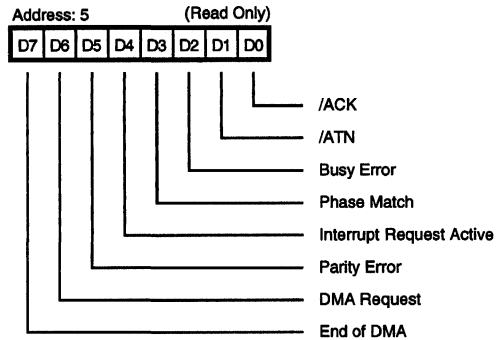 Address: 5 (Read Only)
D7 D6 D5 D4 D3 D2 D1 D0
/ACK
/ATN
Busy Error
Phase Match
Interrupt Request Active
Parity Error
DMA Request
End of DMA